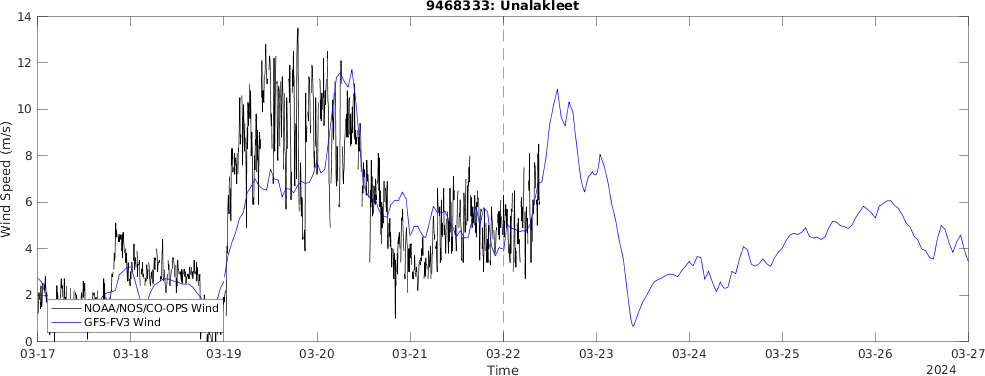 9468333: Unalakleet
14
12
10
8
6
4
2
0
Wind Speed (m/s)
NOAA/NOS/CO-OPS Wind
GFS-FV3 Wind
03-17 03-18 03-19 03-20 03-21 03-22 03-23 03-24 03-25 03-26 03-27
Time
2024